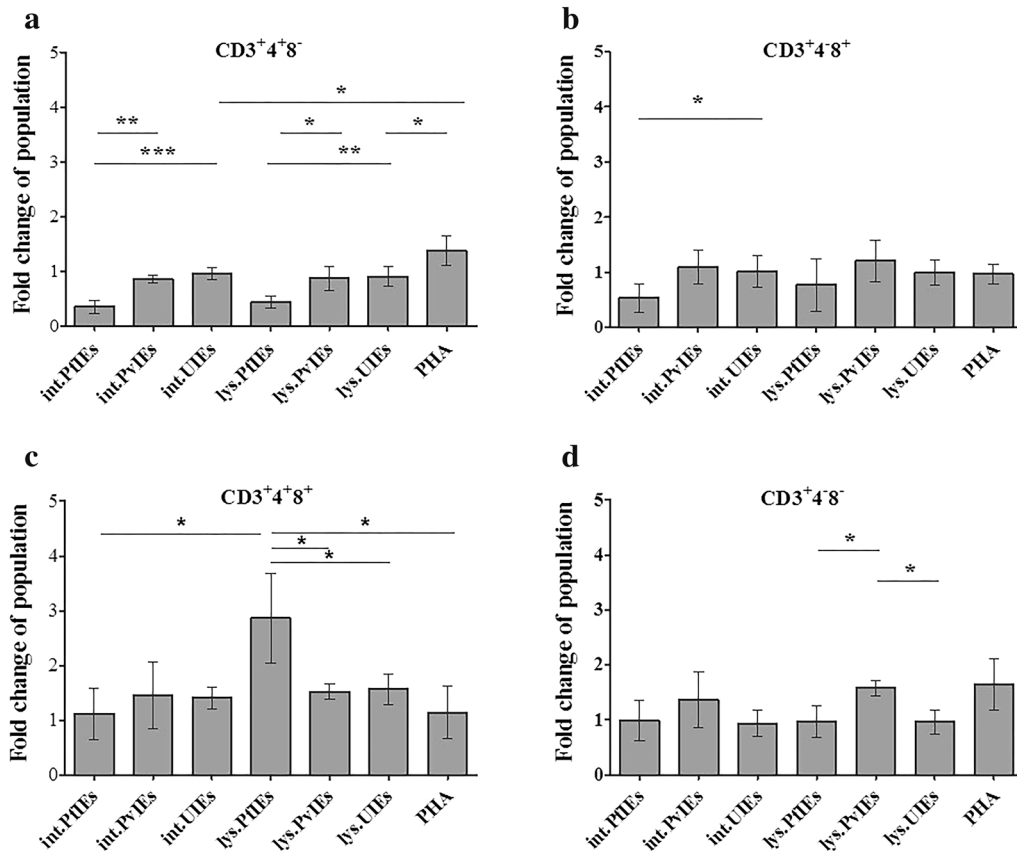 a
CD3⁺4⁺8⁻
Fold change of population
5
4
3
2
1
0
*
**
*
*
***
**
int.PfIEs
int.PvIEs
int.UIEs
lys.PfIEs
lys.PvIEs
lys.UIEs
PHA
b
CD3⁺4⁻8⁺
Fold change of population
5
4
3
2
1
0
*
int.PfIEs
int.PvIEs
int.UIEs
lys.PfIEs
lys.PvIEs
lys.UIEs
PHA
c
CD3⁺4⁺8⁺
Fold change of population
5
4
3
2
1
0
*
*
*
*
int.PfIEs
int.PvIEs
int.UIEs
lys.PfIEs
lys.PvIEs
lys.UIEs
PHA
d
CD3⁺4⁻8⁻
Fold change of population
5
4
3
2
1
0
*
*
int.PfIEs
int.PvIEs
int.UIEs
lys.PfIEs
lys.PvIEs
lys.UIEs
PHA